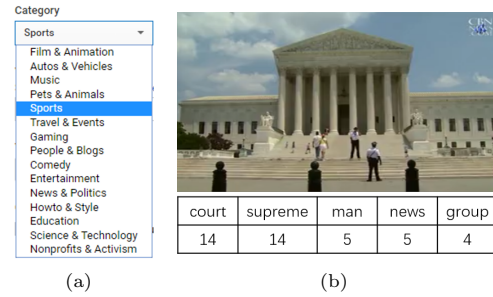 Category
Sports
Film & Animation
Autos & Vehicles
Music
Pets & Animals
Sports
Travel & Events
Gaming
People & Blogs
Comedy
Entertainment
News & Politics
Howto & Style
Education
Science & Technology
Nonprofits & Activism
(a)
CBN
court supreme man news group
14 14 5 5 4
(b)